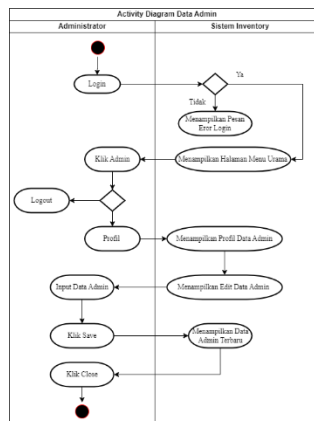 Activity Diagram Data Admin
Administrator
Sistem Inventory
Login
Ya
Tidak
Menampilkan Pesan
Eror Login
Klik Admin
Menampilkan Halaman Menu Utama
Logout
Profil
Menampilkan Profil Data Admin
Input Data Admin
Menampilkan Edit Data Admin
Klik Save
Menampilkan Data
Admin Terbaru
Klik Close